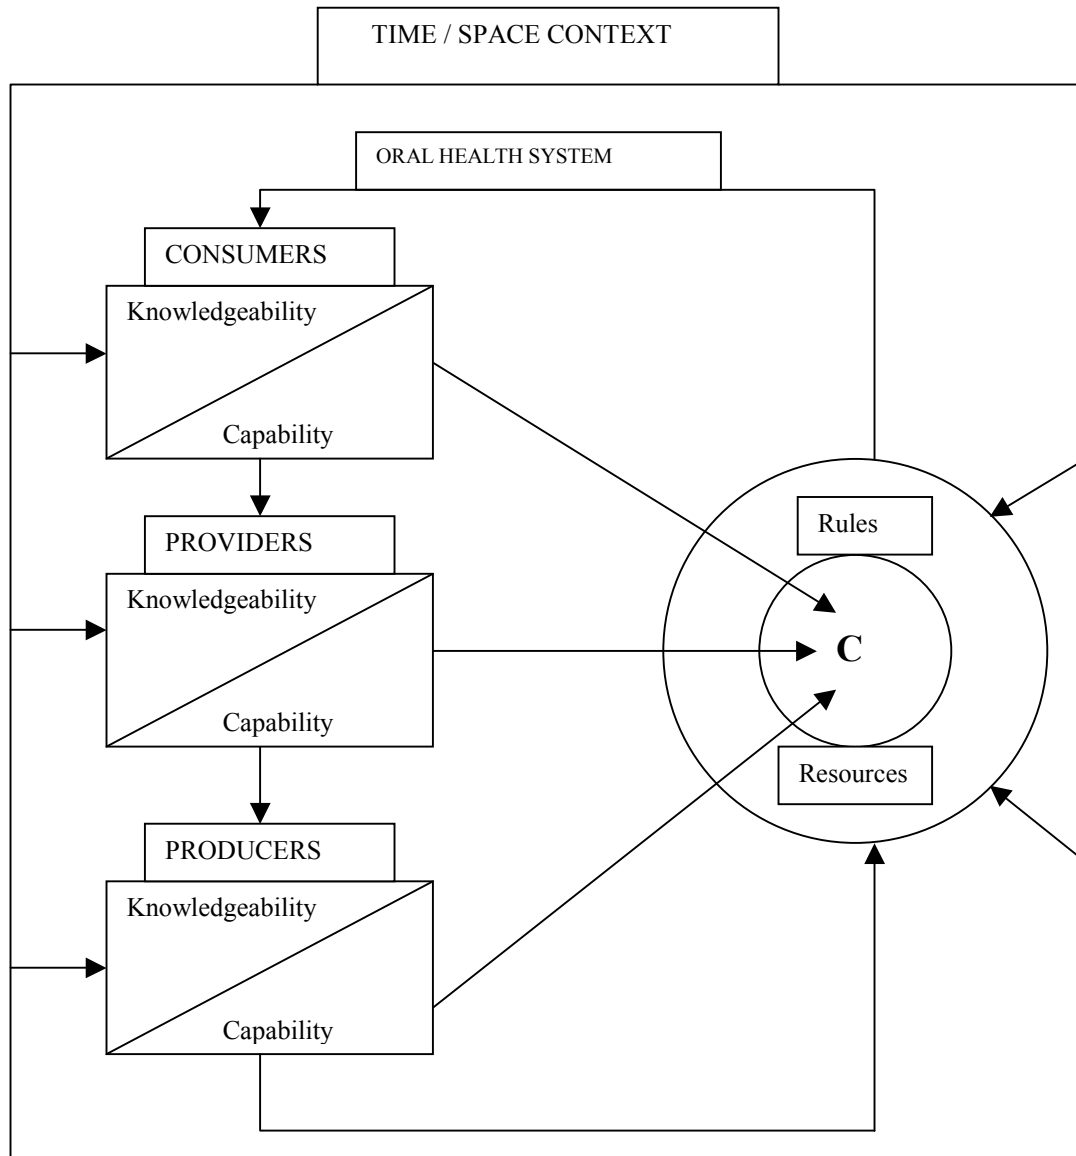 TIME / SPACE CONTEXT
ORAL HEALTH SYSTEM
CONSUMERS
Knowledgeability
Capability
PROVIDERS
Knowledgeability
Capability
PRODUCERS
Knowledgeability
Capability
Rules
C
Resources